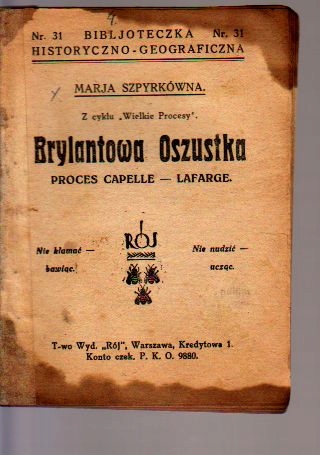 4.
Nr. 31 BIBLJOTECZKA Nr. 31
HISTORYCZNO-GEOGRAFICZNA
MARJA SZPYRKÓWNA.
Z cyklu „Wielkie Procesy".
Brylantowa Oszustka
PROCES CAPELLE — LAFARGE.
RÓJ
Nie kłamać — Nie nudzić —
bawiąc. ucząc.
T-wo Wyd. „Rój", Warszawa, Kredytowa 1.
Konto czek. P. K. O. 9880.